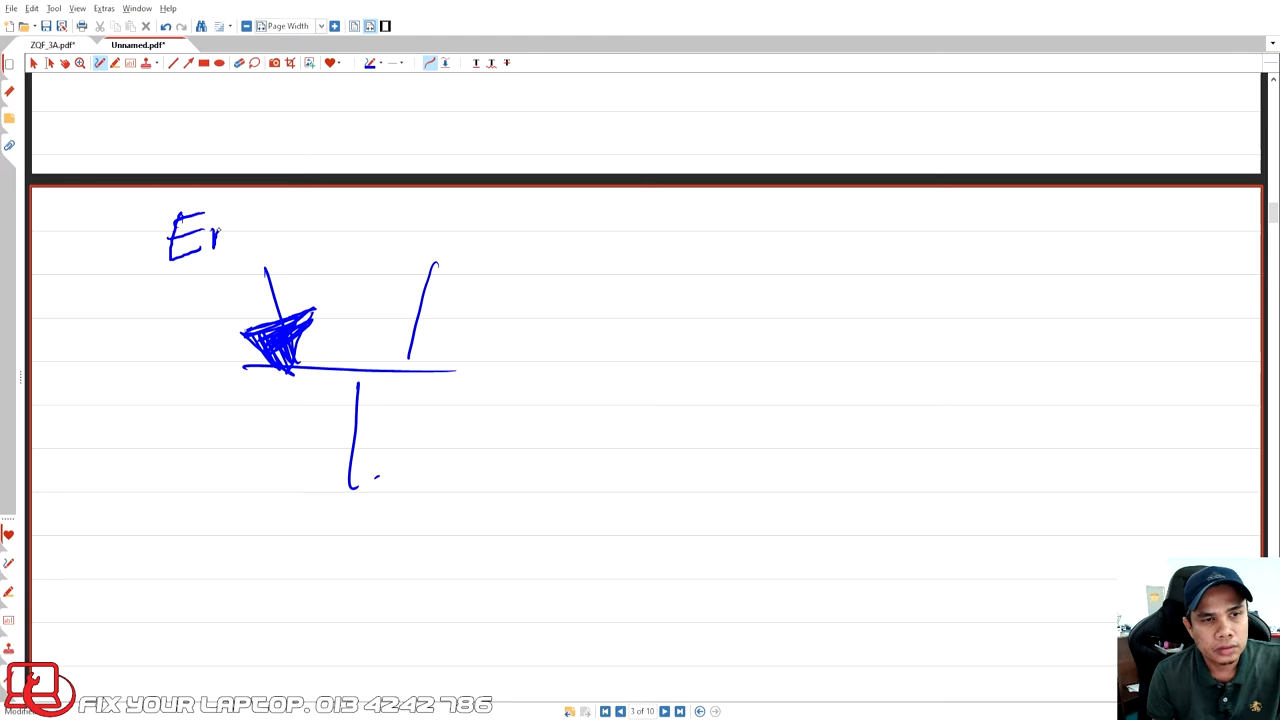 File Edit Tool View Extras Window Help
Page Width
ZQF_3A.pdf* Unnamed.pdf*
Er
FIX YOUR LAPTOP. 013 4242 786
3 of 10